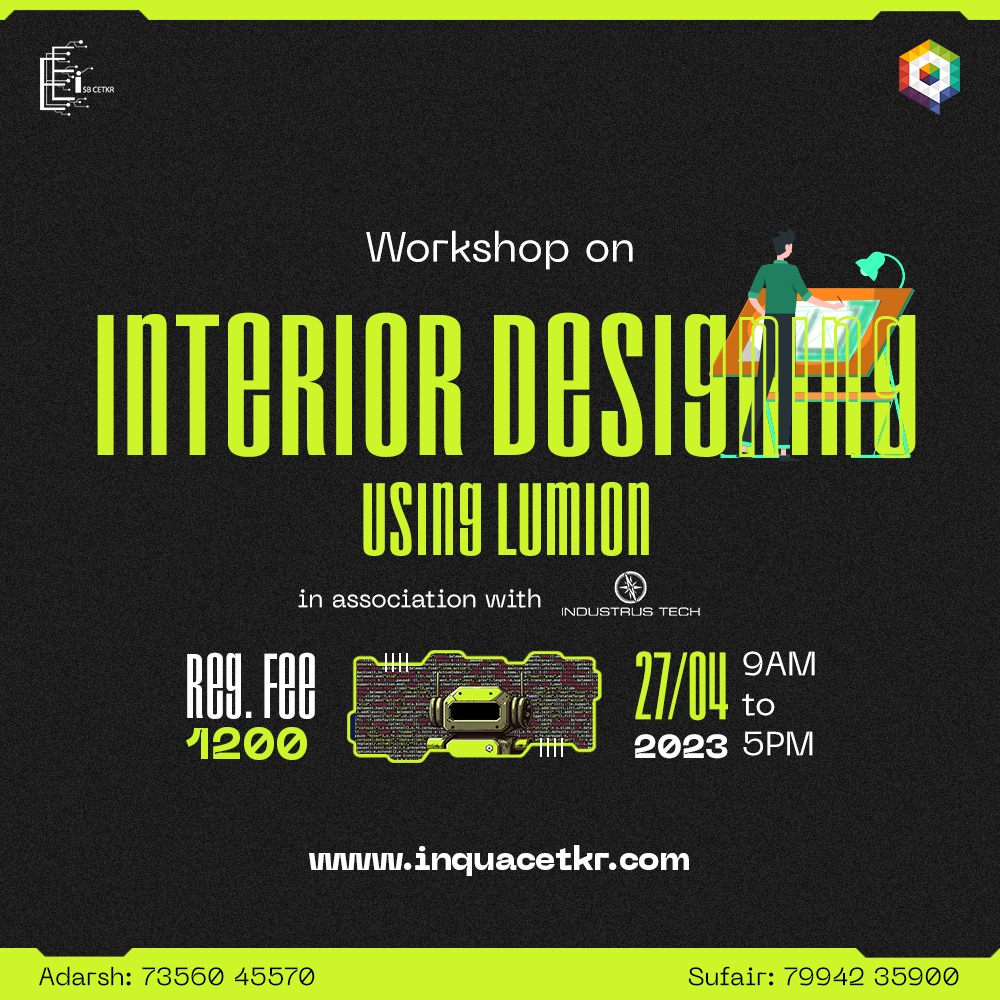 SB CETKR
Workshop on
INTERIOR DESIGNING
USING LUMION
in association with INDUSTRUS TECH
Reg. Fee
1200
27/04
2023
9AM
to
5PM
www.inquacetkr.com
Adarsh: 73560 45570
Sufair: 79942 35900